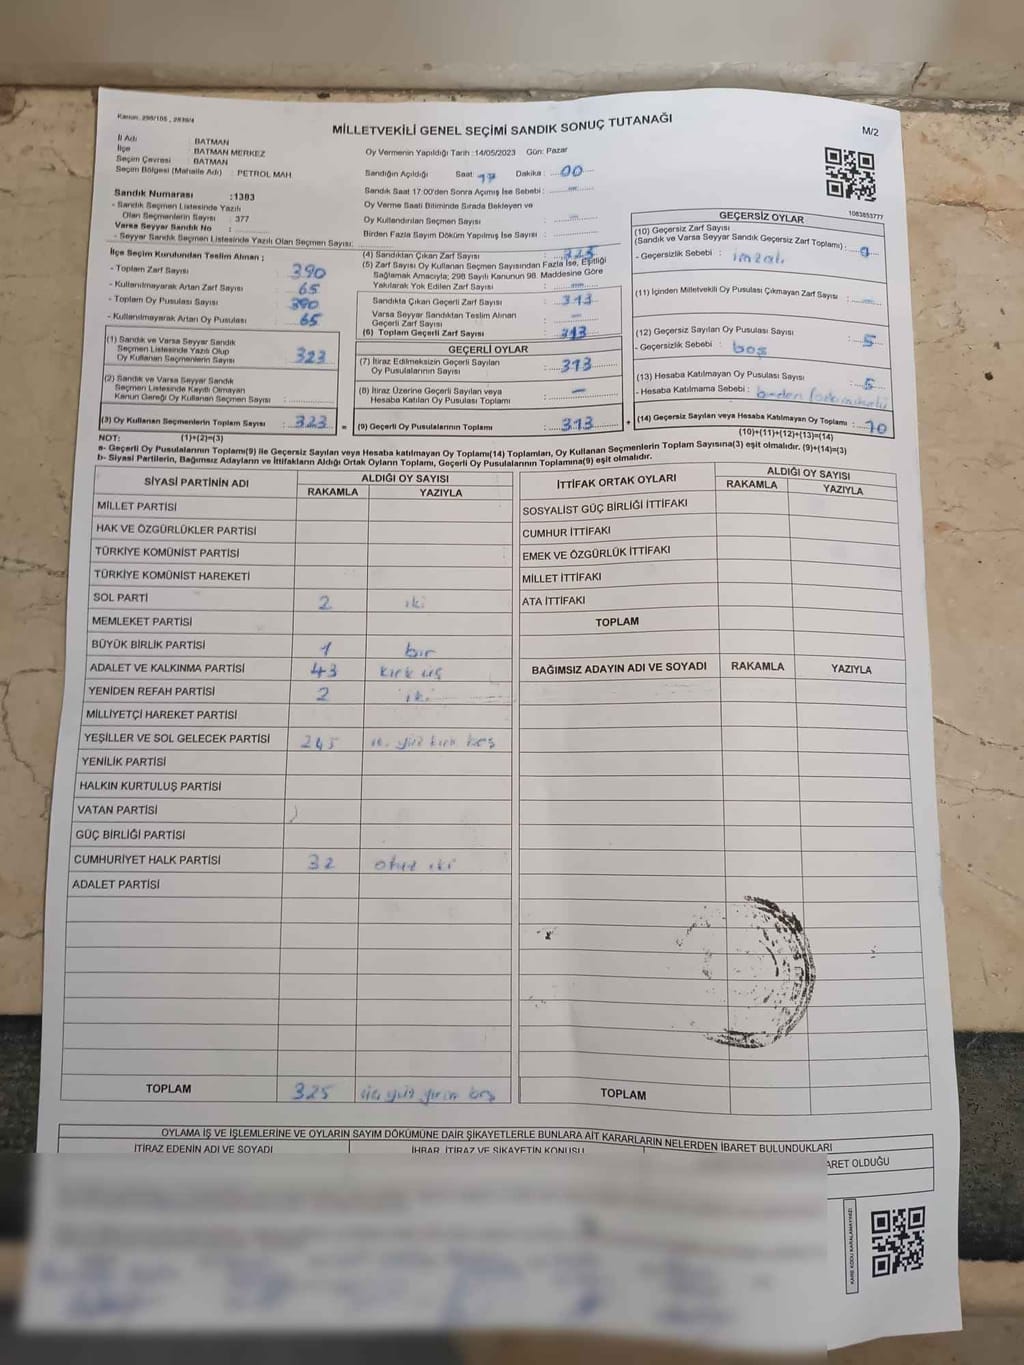 Kanun: 298/105 , 2839/4
MİLLETVEKİLİ GENEL SEÇİMİ SANDIK SONUÇ TUTANAĞI
M/2
İl Adı : BATMAN
İlçe : BATMAN MERKEZ
Seçim Çevresi : BATMAN
Seçim Bölgesi (Mahalle Adı) : PETROL MAH.
Oy Vermenin Yapıldığı Tarih :14/05/2023 Gün: Pazar
Sandığın Açıldığı Saat: 17 Dakika : 00
Sandık Saat 17:00'den Sonra Açımış İse Sebebi :
Oy Verme Saati Bitiminde Sırada Bekleyen ve
Oy Kullandırılan Seçmen Sayısı :
Birden Fazla Sayım Döküm Yapılmış İse Sayısı :
Sandık Numarası :1383
- Sandık Seçmen Listesinde Yazılı
Olan Seçmenlerin Sayısı : 377
Varsa Seyyar Sandık No :
- Seyyar Sandık Seçmen Listesinde Yazılı Olan Seçmen Sayısı:
1083853777
İlçe Seçim Kurulundan Teslim Alınan ;
- Toplam Zarf Sayısı : 390
- Kullanılmayarak Artan Zarf Sayısı : 65
- Toplam Oy Pusulası Sayısı : 390
- Kullanılmayarak Artan Oy Pusulası : 65
(1) Sandık ve Varsa Seyyar Sandık
Seçmen Listesinde Yazılı Olup
Oy Kullanan Seçmenlerin Sayısı : 323
(2) Sandık ve Varsa Seyyar Sandık
Seçmen Listesinde Kayıtlı Olmayan
Kanun Gereği Oy Kullanan Seçmen Sayısı :
(3) Oy Kullanan Seçmenlerin Toplam Sayısı : 323 =
(4) Sandıktan Çıkan Zarf Sayısı : 323
(5) Zarf Sayısı Oy Kullanan Seçmen Sayısından Fazla İse, Eşitliği
Sağlamak Amacıyla; 298 Sayılı Kanunun 98. Maddesine Göre
Yakılarak Yok Edilen Zarf Sayısı :
Sandıkta Çıkan Geçerli Zarf Sayısı : 313
Varsa Seyyar Sandıktan Teslim Alınan
Geçerli Zarf Sayısı :
(6) Toplam Geçerli Zarf Sayısı : 313
GEÇERLİ OYLAR
(7) İtiraz Edilmeksizin Geçerli Sayılan
Oy Pusulasının Sayısı : 313
(8) İtiraz Üzerine Geçerli Sayılan veya
Hesaba Katılan Oy Pusulası Toplamı : —
(9) Geçerli Oy Pusulalarının Toplamı : 313 +
GEÇERSİZ OYLAR
(10) Geçersiz Zarf Sayısı
(Sandık ve Varsa Seyyar Sandık Geçersiz Zarf Toplamı) :
- Geçersizlik Sebebi : imzalı
(11) İçinden Milletvekili Oy Pusulası Çıkmayan Zarf Sayısı :
(12) Geçersiz Sayılan Oy Pusulası Sayısı : 5
- Geçersizlik Sebebi : boş
(13) Hesaba Katılmayan Oy Pusulası Sayısı : 5
- Hesaba Katılmama Sebebi :
(14) Geçersiz Sayılan veya Hesaba Katılmayan Oy Toplamı : 10
(10)+(11)+(12)+(13)=(14)
NOT: (1)+(2)=(3)
a- Geçerli Oy Pusulalarının Toplamı(9) ile Geçersiz Sayılan veya Hesaba katılmayan Oy Toplamı(14) Toplamları, Oy Kullanan Seçmenlerin Toplam Sayısına(3) eşit olmalıdır. (9)+(14)=(3)
b- Siyasi Partilerin, Bağımsız Adayların ve İttifakların Aldığı Ortak Oyların Toplamı, Geçerli Oy Pusulalarının Toplamına(9) eşit olmalıdır.
SİYASİ PARTİNİN ADI ALDIĞI OY SAYISI
RAKAMLA YAZIYLA
MİLLET PARTİSİ
HAK VE ÖZGÜRLÜKLER PARTİSİ
TÜRKİYE KOMÜNİST PARTİSİ
TÜRKİYE KOMÜNİST HAREKETİ
SOL PARTİ 2 iki
MEMLEKET PARTİSİ
BÜYÜK BİRLİK PARTİSİ 1 bir
ADALET VE KALKINMA PARTİSİ 43 kırk üç
YENİDEN REFAH PARTİSİ 2 iki
MİLLİYETÇİ HAREKET PARTİSİ
YEŞİLLER VE SOL GELECEK PARTİSİ 245 iki yüz kırk beş
YENİLİK PARTİSİ
HALKIN KURTULUŞ PARTİSİ
VATAN PARTİSİ
GÜÇ BİRLİĞİ PARTİSİ
CUMHURİYET HALK PARTİSİ 32 otuz iki
ADALET PARTİSİ
TOPLAM 325 üç yüz yirmi beş
İTTİFAK ORTAK OYLARI ALDIĞI OY SAYISI
RAKAMLA YAZIYLA
SOSYALİST GÜÇ BİRLİĞİ İTTİFAKI
CUMHUR İTTİFAKI
EMEK VE ÖZGÜRLÜK İTTİFAKI
MİLLET İTTİFAKI
ATA İTTİFAKI
TOPLAM
BAĞIMSIZ ADAYIN ADI VE SOYADI RAKAMLA YAZIYLA
TOPLAM
OYLAMA İŞ VE İŞLEMLERİNE VE OYLARIN SAYIM DÖKÜMÜNE DAİR ŞİKAYETLERLE BUNLARA AİT KARARLARIN NELERDEN İBARET BULUNDUKLARI
İTİRAZ EDENİN ADI VE SOYADI İHBAR, İTİRAZ VE ŞİKAYETİN KONUSU ARET OLDUĞU
KARE KODU KARALAMAYINIZ!